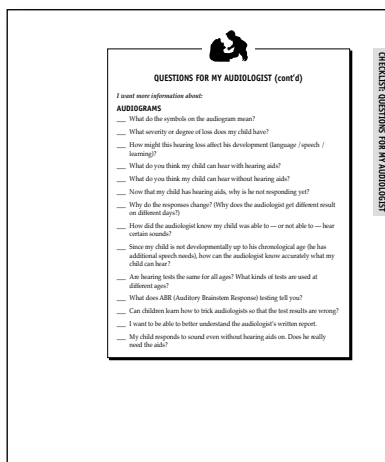 QUESTIONS FOR MY AUDIOLOGIST (cont'd)
I want more information about:
AUDIOGRAMS
___ What do the symbols on the audiogram mean?
___ What severity or degree of loss does my child have?
___ How might this hearing loss affect his development (language /speech /
learning)?
___ What do you think my child can hear with hearing aids?
___ What do you think my child can hear without hearing aids?
___ Now that my child has hearing aids, why is he not responding yet?
___ Why do the responses change? (Why does the audiologist get different result
on different days?)
___ How did the audiologist know my child was able to — or not able to — hear
certain sounds?
___ Since my child is not developmentally up to his chronological age (he has
additional speech needs), how can the audiologist know accurately what my
child can hear?
___ Are hearing tests the same for all ages? What kinds of tests are used at
different ages?
___ What does ABR (Auditory Brainstem Response) testing tell you?
___ Can children learn how to trick audiologists so that the test results are wrong?
___ I want to be able to better understand the audiologist's written report.
___ My child responds to sound even without hearing aids on. Does he really
need the aids?
CHECKLIST: QUESTIONS FOR MY AUDIOLOGIST